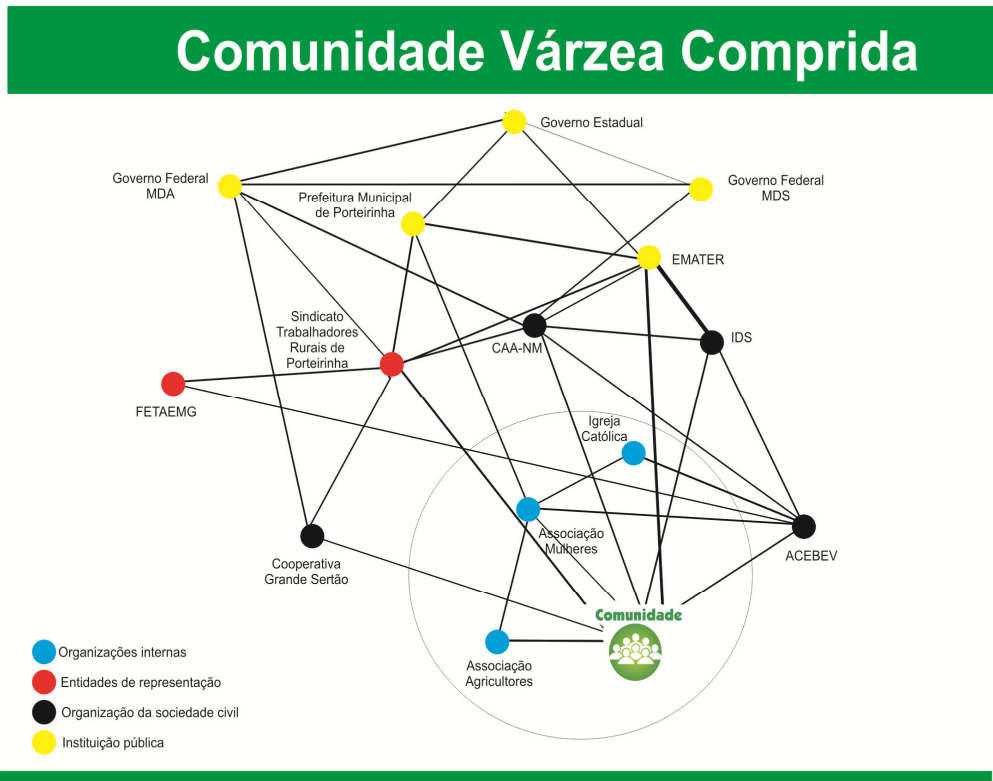 Comunidade Várzea Comprida
Governo Estadual
Governo Federal
MDA
Governo Federal
MDS
Prefeitura Municipal
de Porteirinha
EMATER
Sindicato
Trabalhadores
Rurais de
Porteirinha
CAA-NM
IDS
FETAEMG
Igreja
Católica
Associação
Mulheres
ACEBEV
Cooperativa
Grande Sertão
Comunidade
Associação
Agricultores
Organizações internas
Entidades de representação
Organização da sociedade civil
Instituição pública